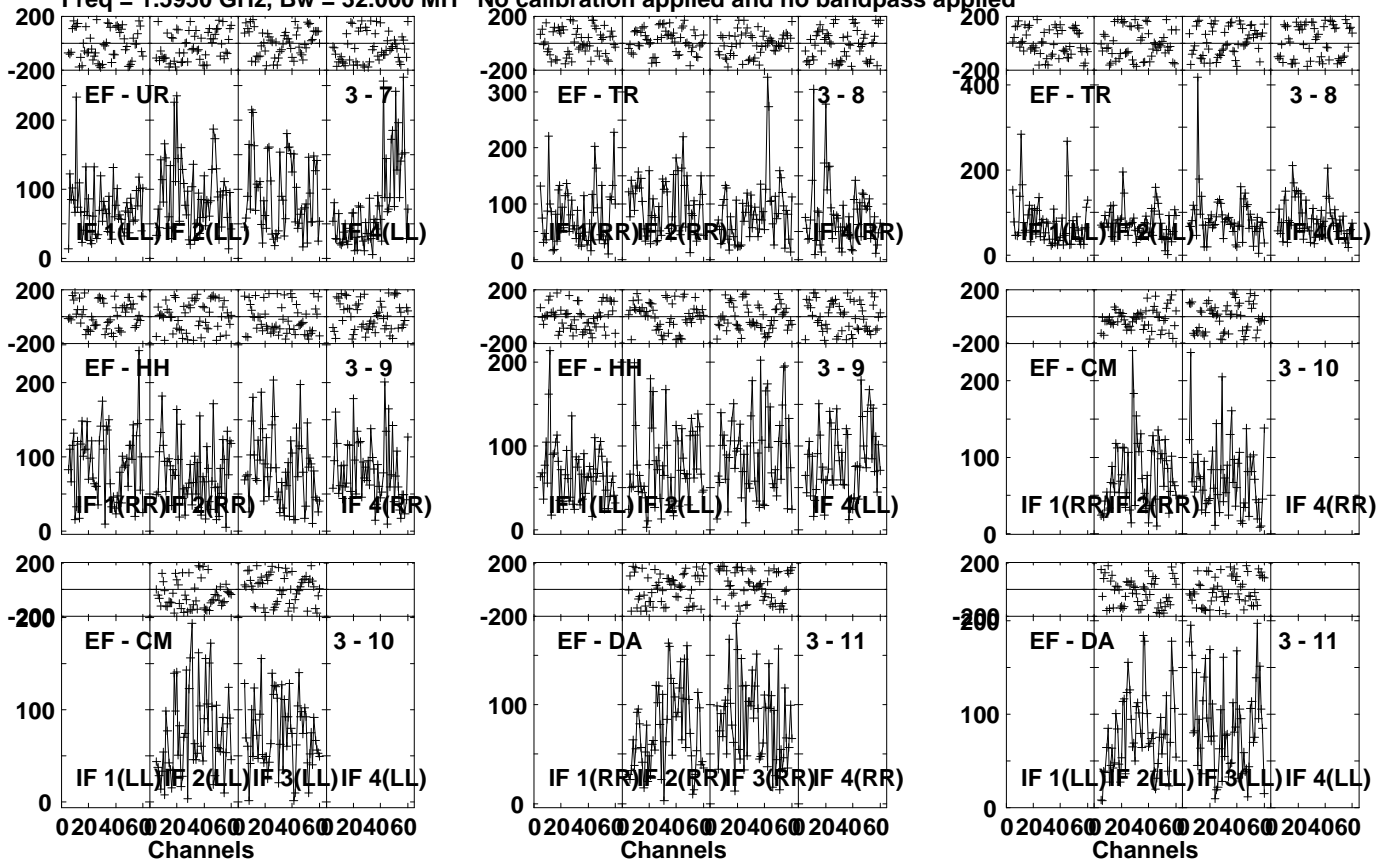 Freq = 1.5950 GHz, Bw = 32.000 MH No calibration applied and no bandpass applied
200
-200
EF - UR 3 - 7
200
100
0
IF 1(LL) IF 2(LL) IF 4(LL)
200
-200
EF - TR 3 - 8
300
200
100
0
IF 1(RR) IF 2(RR) IF 4(RR)
200
-200
EF - TR 3 - 8
400
200
0
IF 1(LL) IF 2(LL) IF 4(LL)
200
-200
EF - HH 3 - 9
200
100
0
IF 1(RR) IF 2(RR) IF 4(RR)
200
-200
EF - HH 3 - 9
200
100
0
IF 1(LL) IF 2(LL) IF 4(LL)
200
-200
EF - CM 3 - 10
200
100
0
IF 1(RR) IF 2(RR) IF 4(RR)
200
-200
200
EF - CM 3 - 10
100
0
IF 1(LL) IF 2(LL) IF 3(LL) IF 4(LL)
0 20 40 60 0 20 40 60 0 20 40 60 0 20 40 60
Channels
200
-200
EF - DA 3 - 11
100
0
IF 1(RR) IF 2(RR) IF 3(RR) IF 4(RR)
0 20 40 60 0 20 40 60 0 20 40 60 0 20 40 60
Channels
200
-200
200
EF - DA 3 - 11
100
0
IF 1(LL) IF 2(LL) IF 3(LL) IF 4(LL)
0 20 40 60 0 20 40 60 0 20 40 60 0 20 40 60
Channels